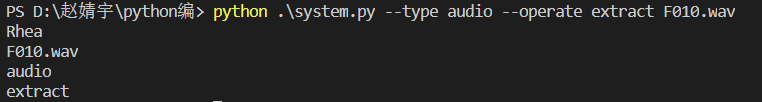 PS D:\赵婧宇\python编> python .\system.py --type audio --operate extract F010.wav
Rhea
F010.wav
audio
extract